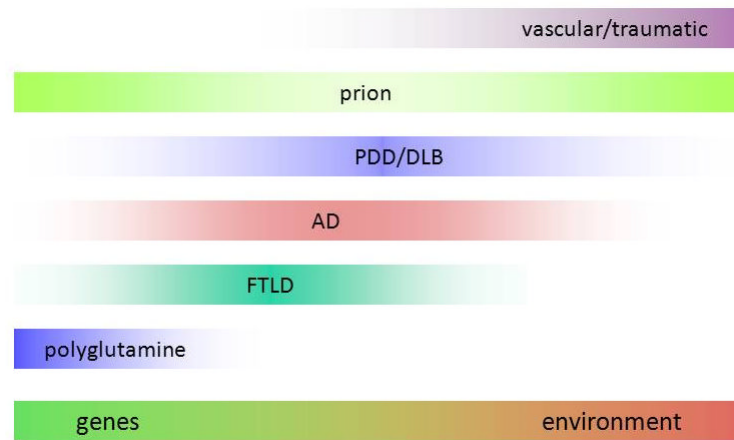 vascular/traumatic
prion
PDD/DLB
AD
FTLD
polyglutamine
genes environment